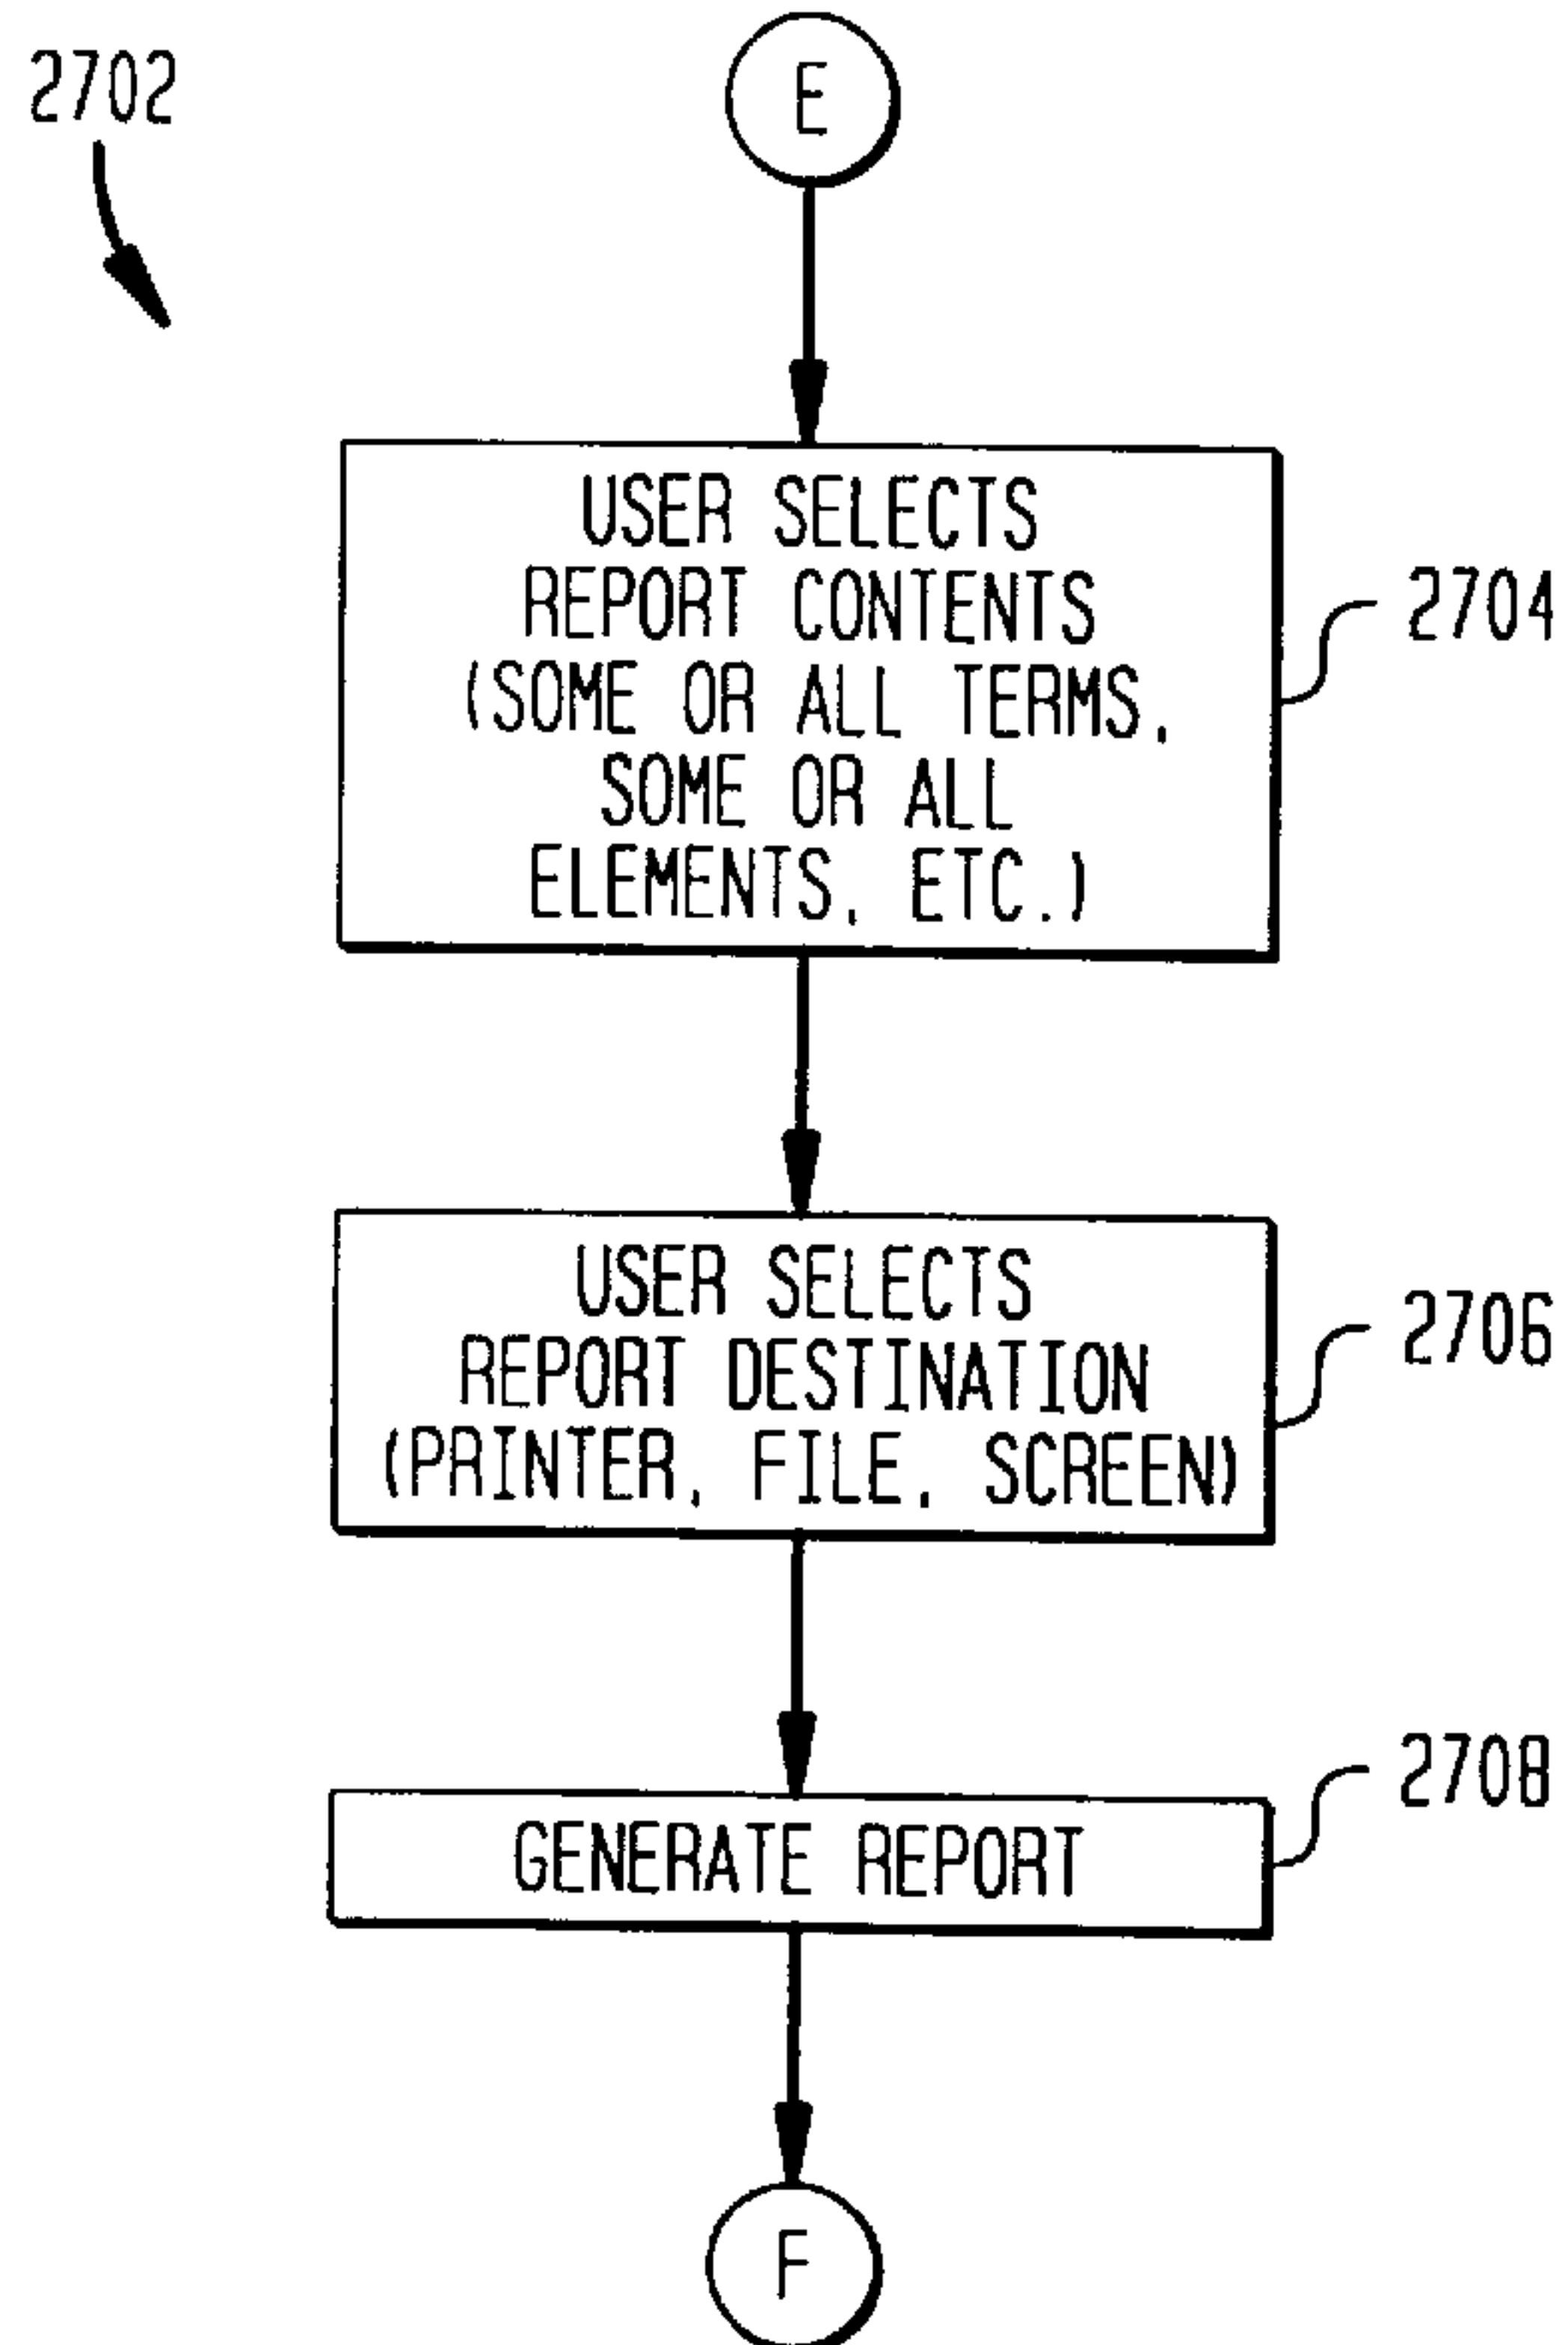 2702
E
USER SELECTS
REPORT CONTENTS
(SOME OR ALL TERMS,
SOME OR ALL
ELEMENTS, ETC.)
2704
USER SELECTS
REPORT DESTINATION
(PRINTER, FILE, SCREEN)
2706
GENERATE REPORT
2708
F